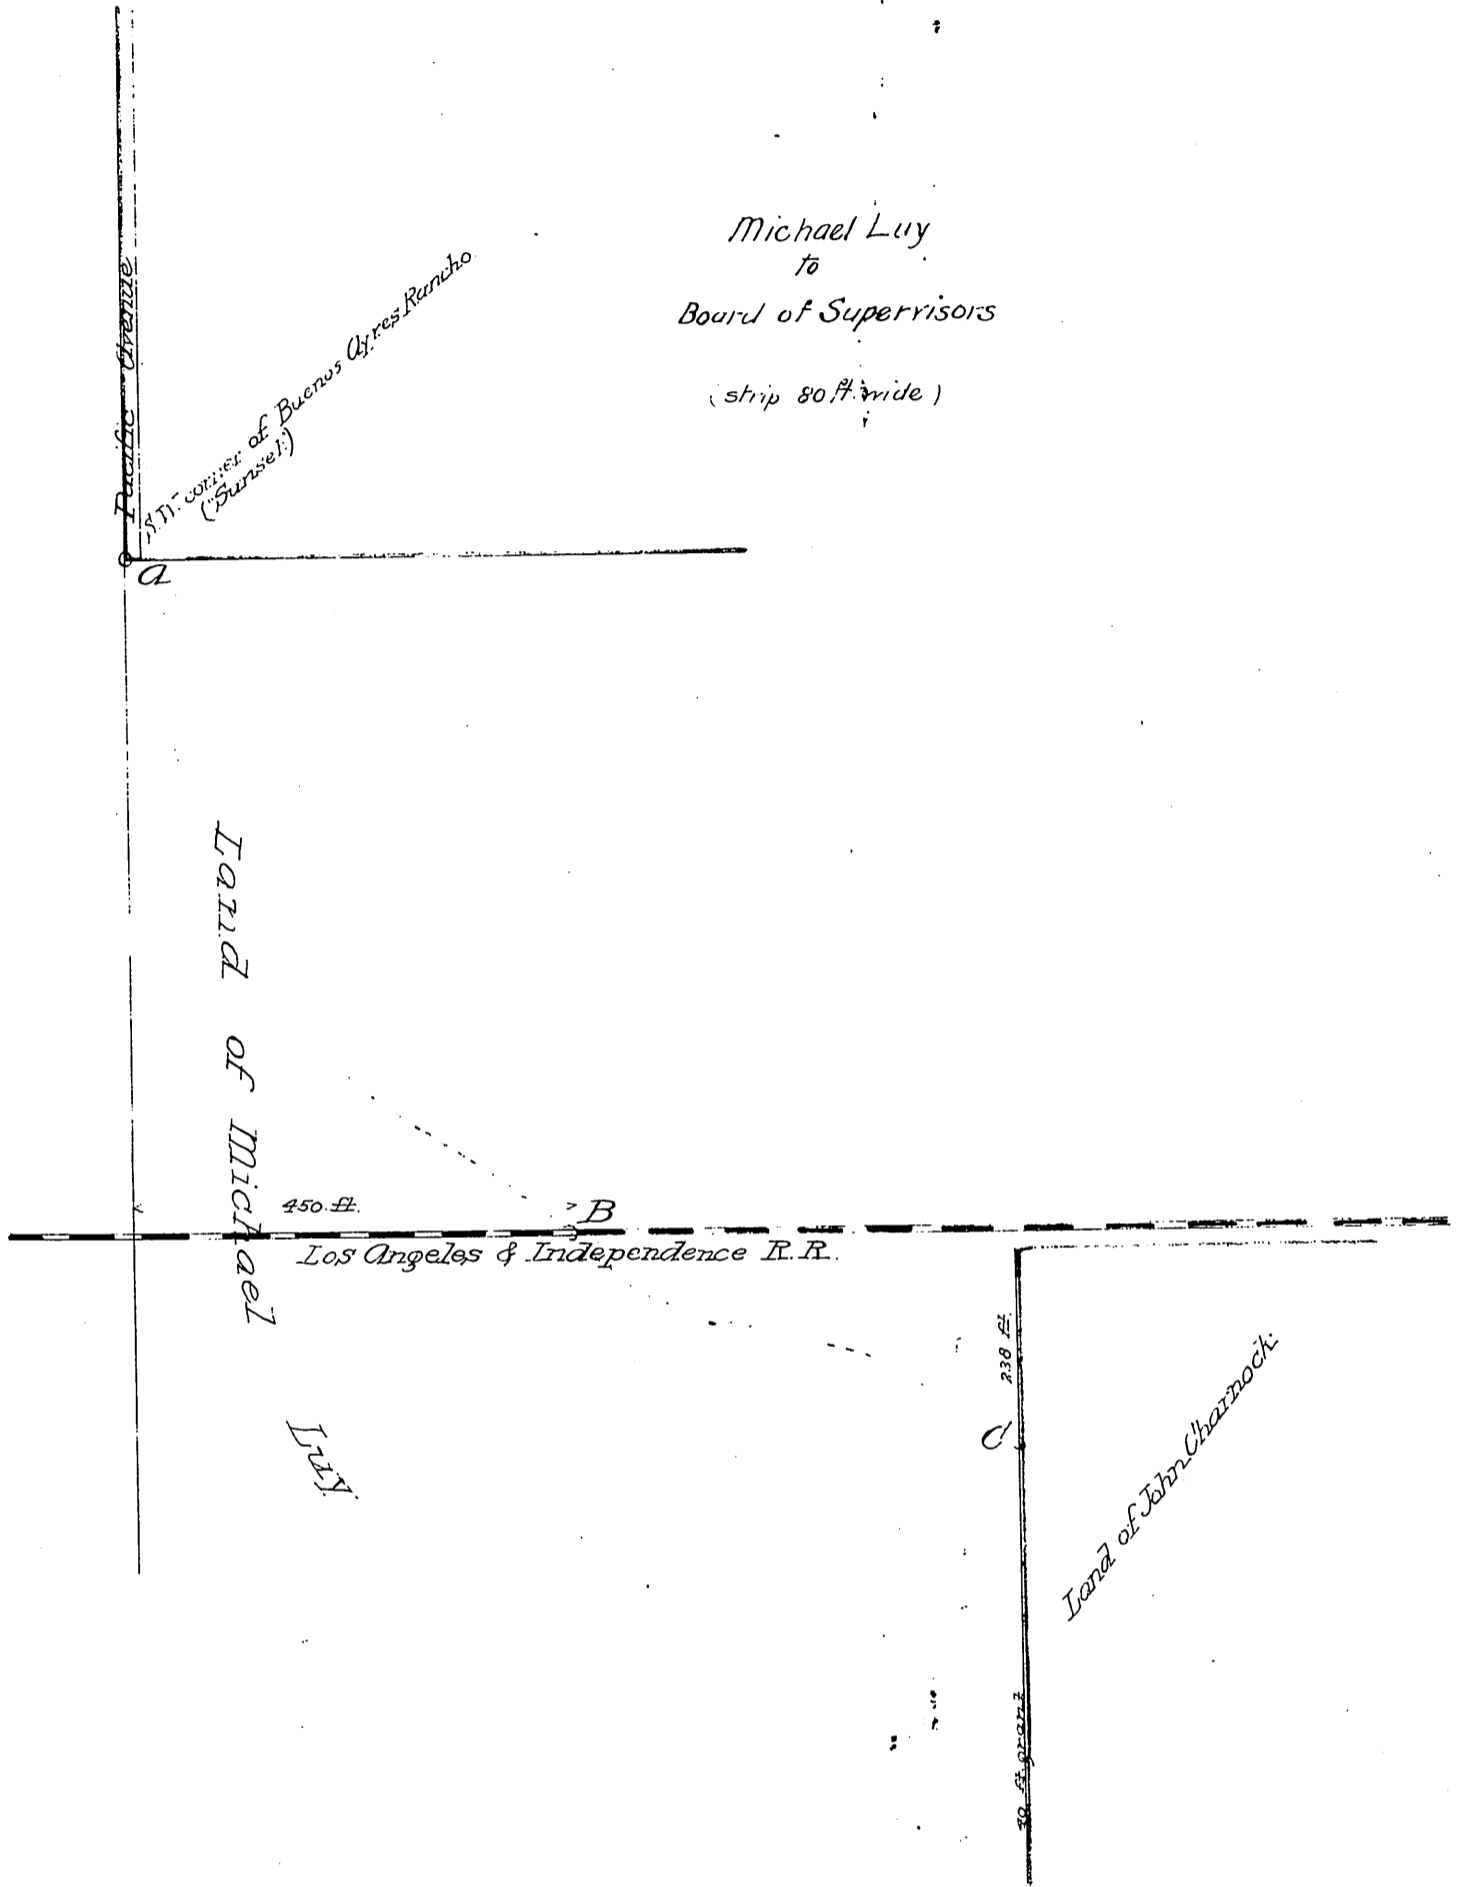 Michael Luy
to
Board of Supervisors
(strip 80 ft. wide)
Pacific Avenue
S.W. corner of Buenos Ayres Rancho
("Sunset")
a
Land of Michael
Luy.
450 ft.
B
Los Angeles & Independence R.R.
238 ft.
C
Land of John Charnock.
ft. grant